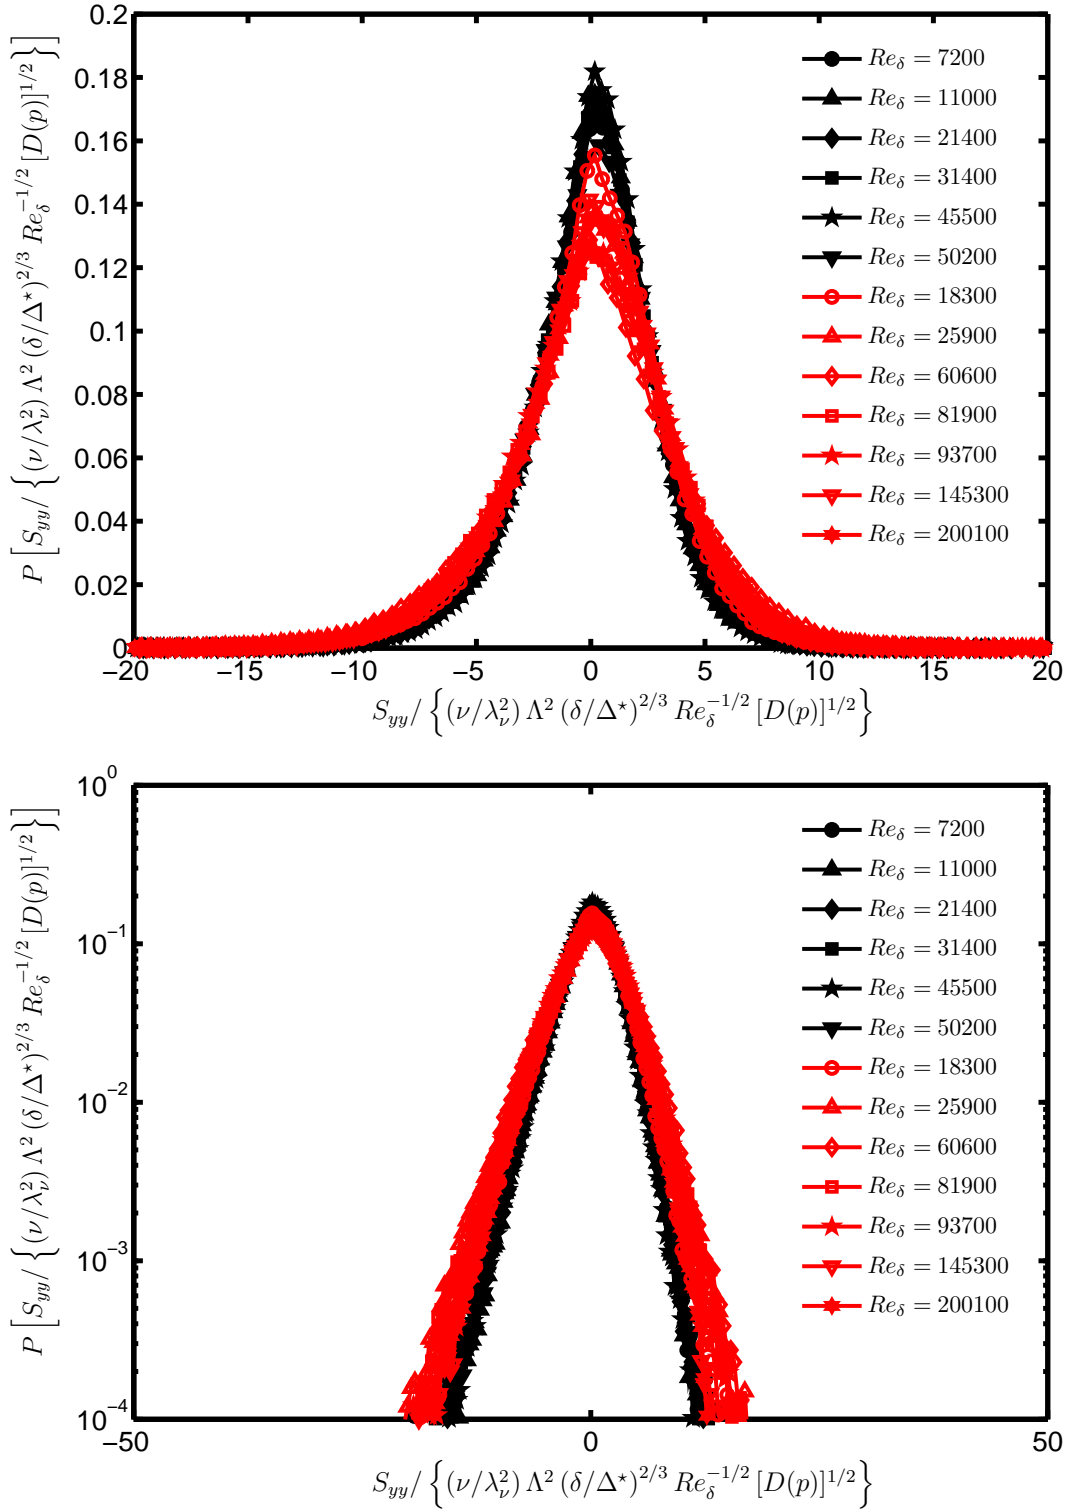 P [S_yy / {(ν/λ_ν^2) Λ^2 (δ/Δ⋆)^{2/3} Re_δ^{-1/2} [D(p)]^{1/2}}]
0.2
0.18
0.16
0.14
0.12
0.1
0.08
0.06
0.04
0.02
0
Re_δ = 7200
Re_δ = 11000
Re_δ = 21400
Re_δ = 31400
Re_δ = 45500
Re_δ = 50200
Re_δ = 18300
Re_δ = 25900
Re_δ = 60600
Re_δ = 81900
Re_δ = 93700
Re_δ = 145300
Re_δ = 200100
−20 −15 −10 −5 0 5 10 15 20
S_yy / {(ν/λ_ν^2) Λ^2 (δ/Δ⋆)^{2/3} Re_δ^{-1/2} [D(p)]^{1/2}}
P [S_yy / {(ν/λ_ν^2) Λ^2 (δ/Δ⋆)^{2/3} Re_δ^{-1/2} [D(p)]^{1/2}}]
10^0
10^−1
10^−2
10^−3
10^−4
Re_δ = 7200
Re_δ = 11000
Re_δ = 21400
Re_δ = 31400
Re_δ = 45500
Re_δ = 50200
Re_δ = 18300
Re_δ = 25900
Re_δ = 60600
Re_δ = 81900
Re_δ = 93700
Re_δ = 145300
Re_δ = 200100
−50 0 50
S_yy / {(ν/λ_ν^2) Λ^2 (δ/Δ⋆)^{2/3} Re_δ^{-1/2} [D(p)]^{1/2}}